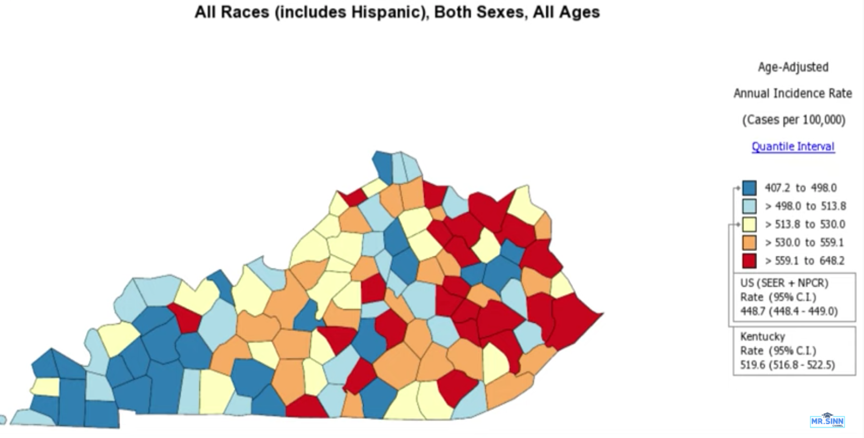 All Races (includes Hispanic), Both Sexes, All Ages
Age-Adjusted
Annual Incidence Rate
(Cases per 100,000)
Quantile Interval
407.2 to 498.0
> 498.0 to 513.8
> 513.8 to 530.0
> 530.0 to 559.1
> 559.1 to 648.2
US (SEER + NPCR)
Rate (95% C.I.)
448.7 (448.4 - 449.0)
Kentucky
Rate (95% C.I.)
519.6 (516.8 - 522.5)
MR.SINN